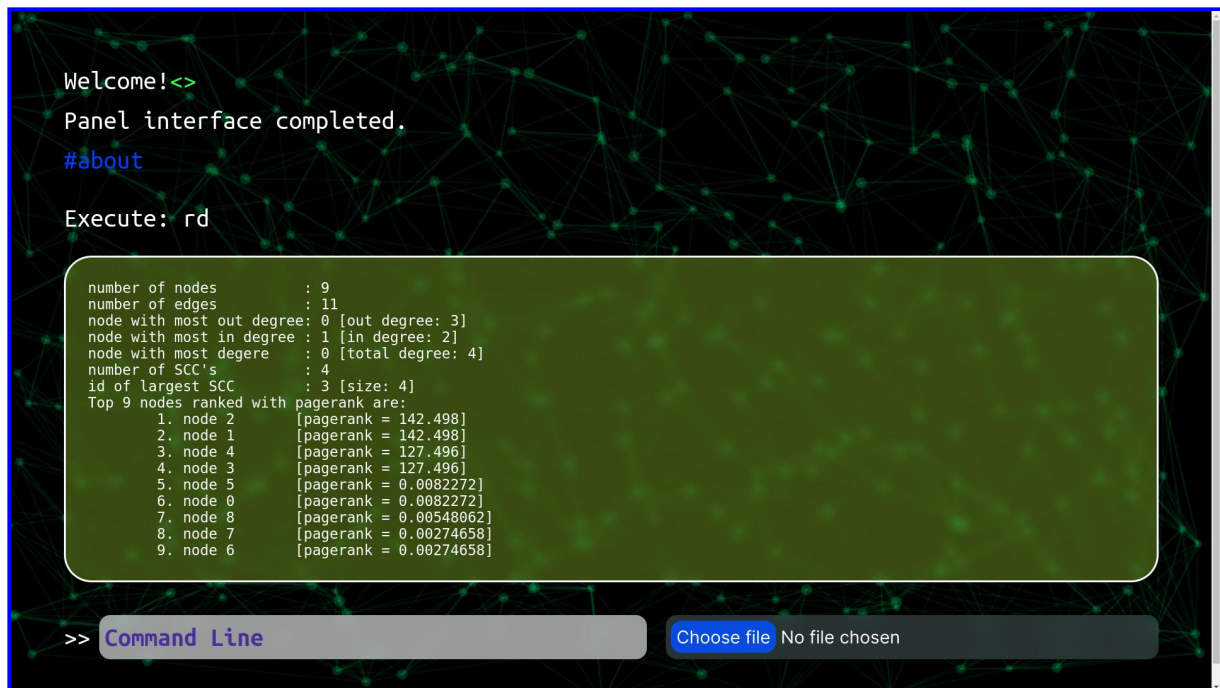 Welcome!<>
Panel interface completed.
#about
Execute: rd
number of nodes : 9
number of edges : 11
node with most out degree: 0 [out degree: 3]
node with most in degree : 1 [in degree: 2]
node with most degere : 0 [total degree: 4]
number of SCC's : 4
id of largest SCC : 3 [size: 4]
Top 9 nodes ranked with pagerank are:
1. node 2 [pagerank = 142.498]
2. node 1 [pagerank = 142.498]
3. node 4 [pagerank = 127.496]
4. node 3 [pagerank = 127.496]
5. node 5 [pagerank = 0.0082272]
6. node 0 [pagerank = 0.0082272]
7. node 8 [pagerank = 0.00548062]
8. node 7 [pagerank = 0.00274658]
9. node 6 [pagerank = 0.00274658]
>> Command Line Choose file No file chosen